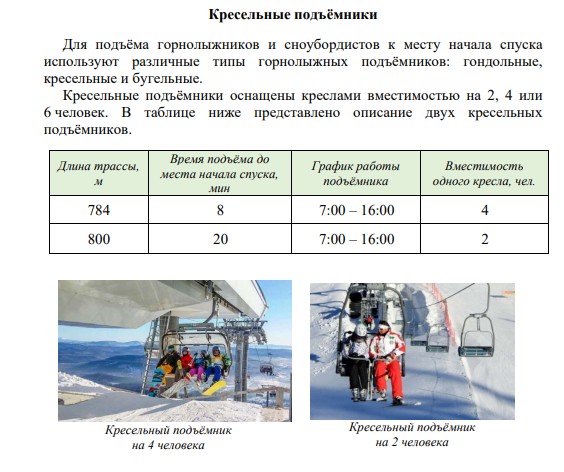 Кресельные подъёмники
Для подъёма горнолыжников и сноубордистов к месту начала спуска
используют различные типы горнолыжных подъёмников: гондольные,
кресельные и бугельные.
Кресельные подъёмники оснащены креслами вместимостью на 2, 4 или
6 человек. В таблице ниже представлено описание двух кресельных
подъёмников.
Длина трассы, м
Время подъёма до места начала спуска, мин
График работы подъёмника
Вместимость одного кресла, чел.
784 8 7:00 – 16:00 4
800 20 7:00 – 16:00 2
Кресельный подъёмник
на 4 человека
Кресельный подъёмник
на 2 человека